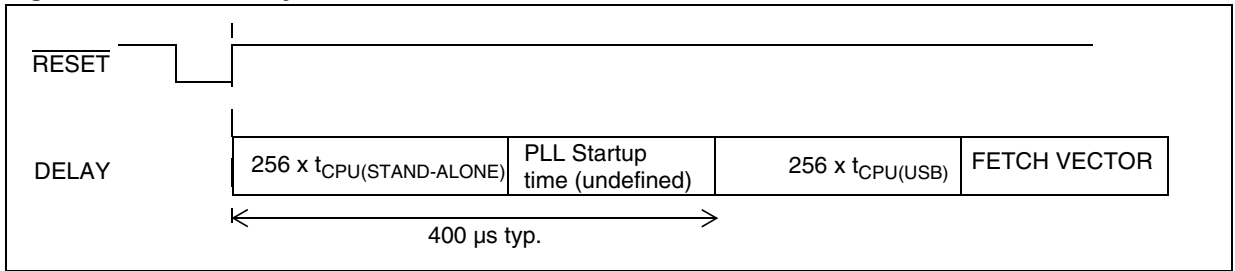 RESET
DELAY
256 x tCPU(STAND-ALONE)
PLL Startup
time (undefined)
256 x tCPU(USB)
FETCH VECTOR
400 µs typ.